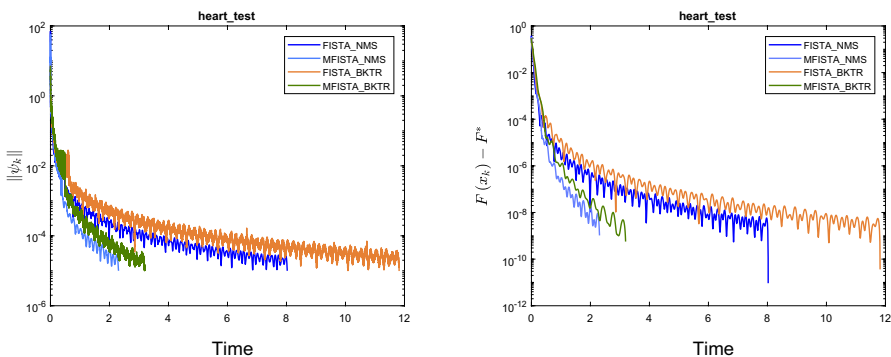 heart_test
10^2
10^0
10^-2
10^-4
10^-6
‖ψ_k‖
FISTA_NMS
MFISTA_NMS
FISTA_BKTR
MFISTA_BKTR
0 2 4 6 8 10 12
Time
heart_test
10^0
10^-2
10^-4
10^-6
10^-8
10^-10
10^-12
F (x_k) − F*
FISTA_NMS
MFISTA_NMS
FISTA_BKTR
MFISTA_BKTR
0 2 4 6 8 10 12
Time